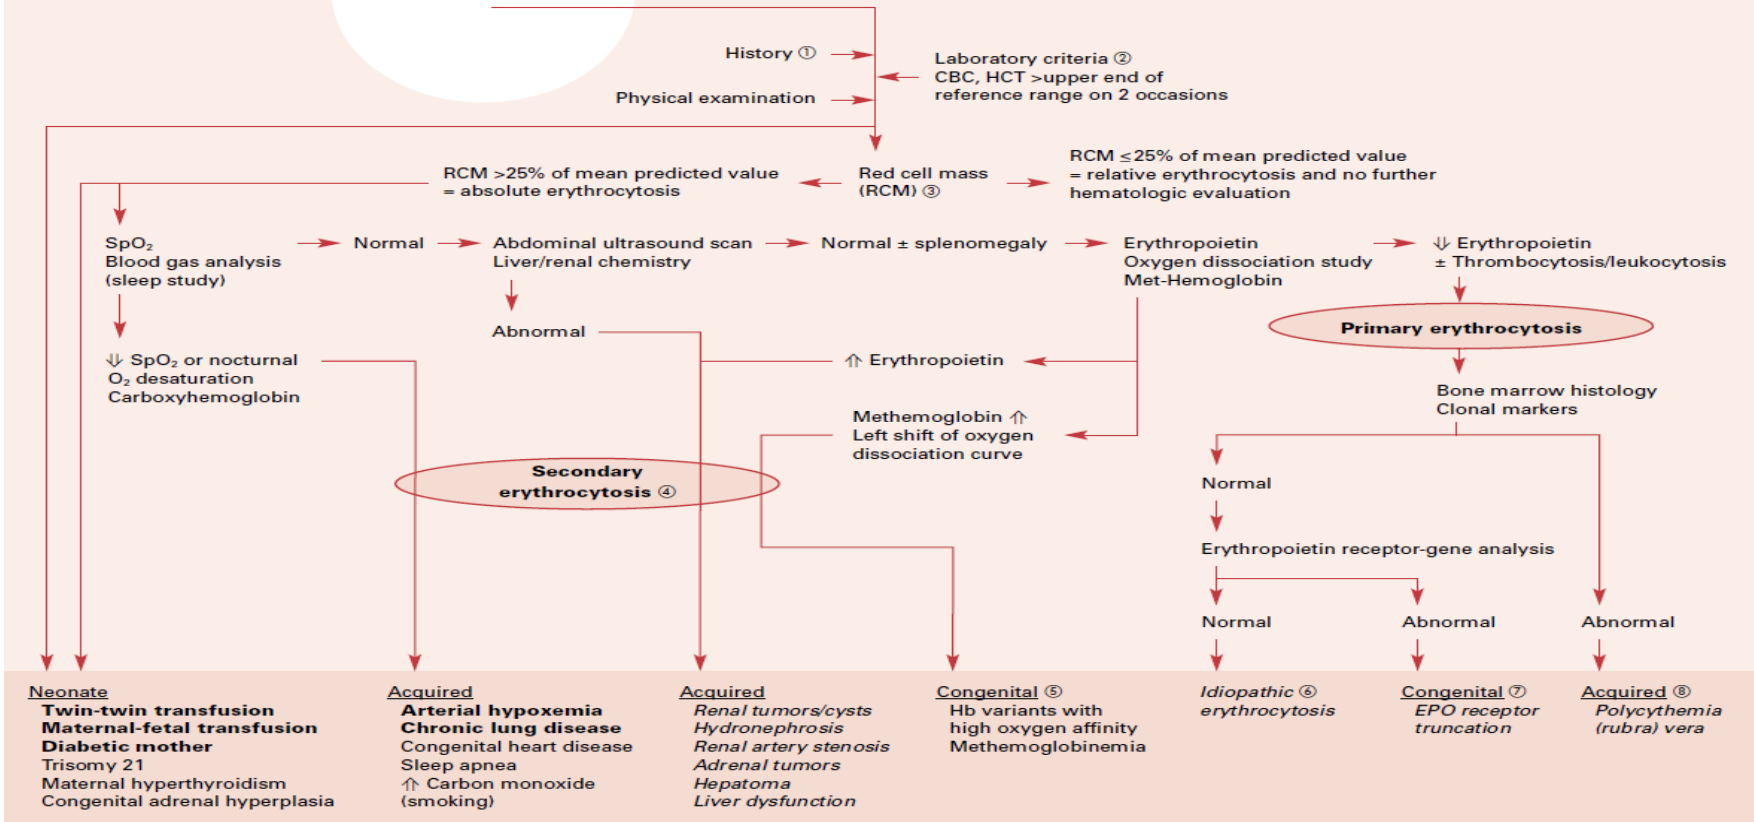 History ①
Laboratory criteria ②
CBC, HCT >upper end of
reference range on 2 occasions
Physical examination
RCM >25% of mean predicted value
= absolute erythrocytosis
Red cell mass
(RCM) ③
RCM ≤25% of mean predicted value
= relative erythrocytosis and no further
hematologic evaluation
SpO₂
Blood gas analysis
(sleep study)
Normal
Abdominal ultrasound scan
Liver/renal chemistry
Normal ± splenomegaly
Erythropoietin
Oxygen dissociation study
Met-Hemoglobin
⇓ Erythropoietin
± Thrombocytosis/leukocytosis
Abnormal
Primary erythrocytosis
⇓ SpO₂ or nocturnal
O₂ desaturation
Carboxyhemoglobin
⇑ Erythropoietin
Bone marrow histology
Clonal markers
Methemoglobin ⇑
Left shift of oxygen
dissociation curve
Secondary
erythrocytosis ④
Normal
Erythropoietin receptor-gene analysis
Normal
Abnormal
Abnormal
Neonate
Twin-twin transfusion
Maternal-fetal transfusion
Diabetic mother
Trisomy 21
Maternal hyperthyroidism
Congenital adrenal hyperplasia
Acquired
Arterial hypoxemia
Chronic lung disease
Congenital heart disease
Sleep apnea
⇑ Carbon monoxide
(smoking)
Acquired
Renal tumors/cysts
Hydronephrosis
Renal artery stenosis
Adrenal tumors
Hepatoma
Liver dysfunction
Congenital ⑤
Hb variants with
high oxygen affinity
Methemoglobinemia
Idiopathic ⑥
erythrocytosis
Congenital ⑦
EPO receptor
truncation
Acquired ⑧
Polycythemia
(rubra) vera